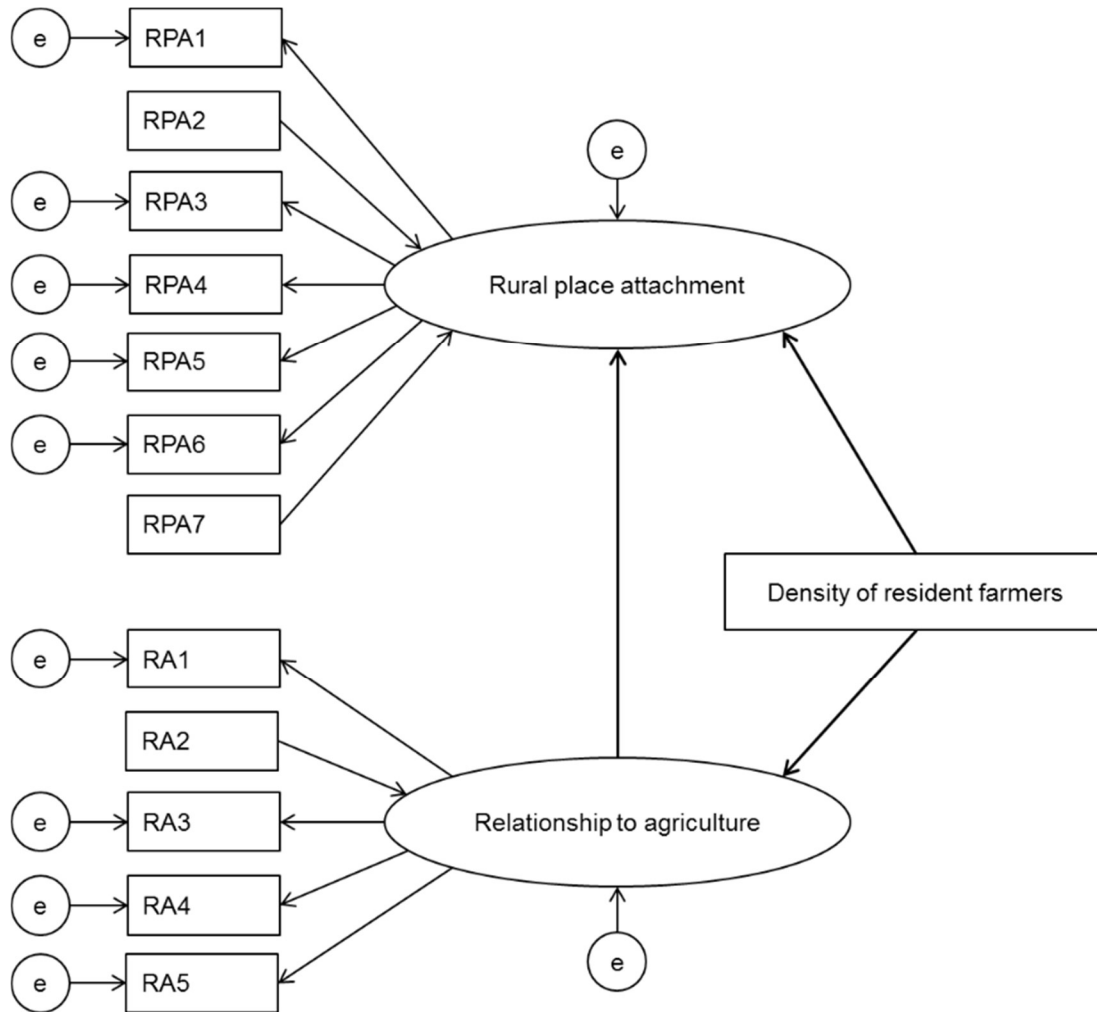 e
RPA1
RPA2
e
e
RPA3
e
RPA4
Rural place attachment
e
RPA5
e
RPA6
RPA7
Density of resident farmers
e
RA1
RA2
e
RA3
Relationship to agriculture
e
RA4
e
e
RA5